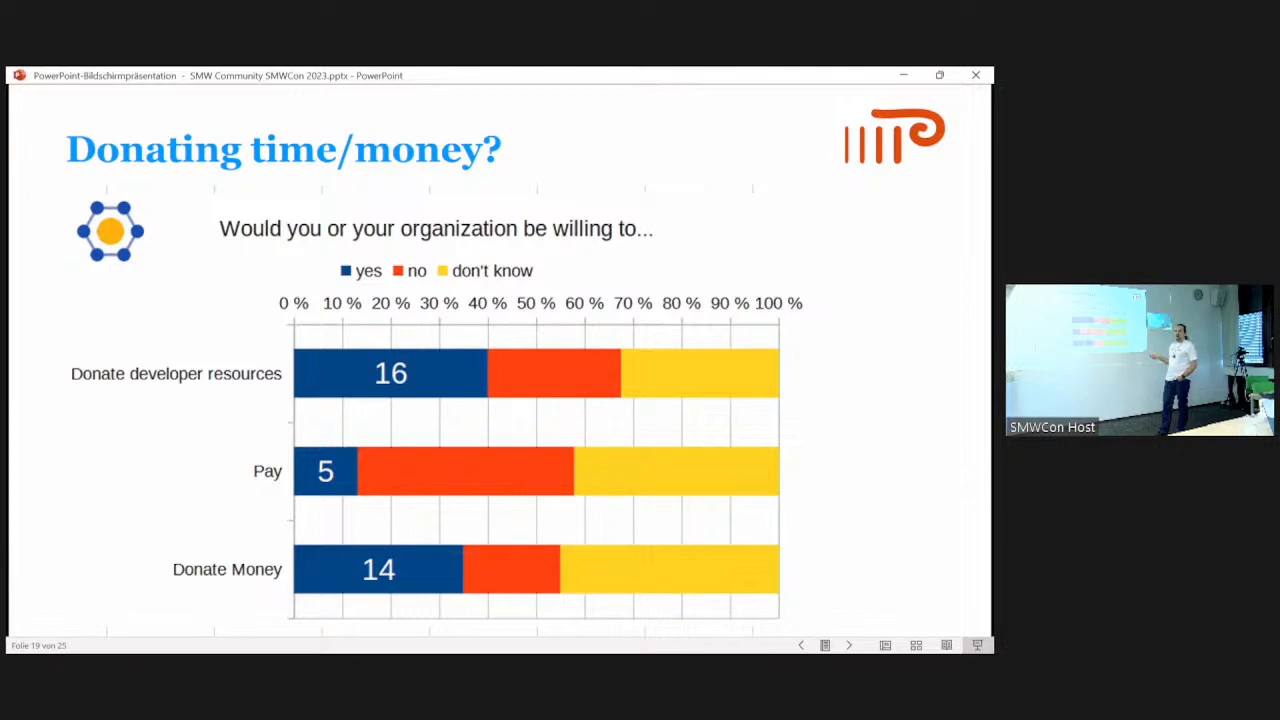 PowerPoint-Bildschirmpräsentation - SMW Community SMWCon 2023.pptx - PowerPoint
Donating time/money?
Would you or your organization be willing to...
yes no don't know
0 % 10 % 20 % 30 % 40 % 50 % 60 % 70 % 80 % 90 % 100 %
Donate developer resources 16
Pay 5
Donate Money 14
SMWCon Host
Folie 19 von 25